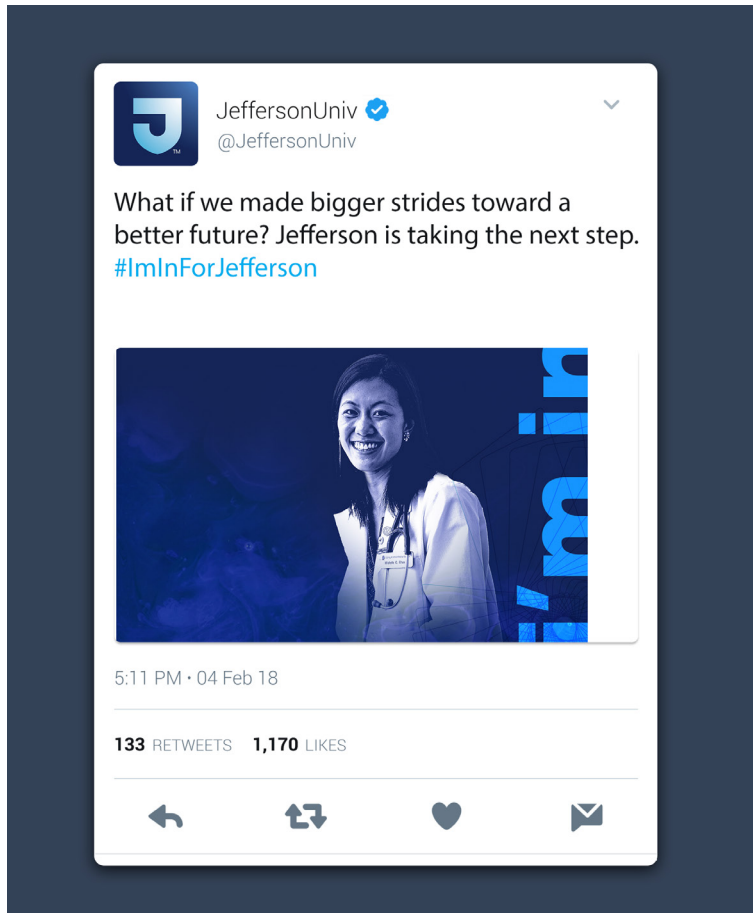 J
TM
JeffersonUniv
@JeffersonUniv
What if we made bigger strides toward a
better future? Jefferson is taking the next step.
#ImInForJefferson
i'm in
5:11 PM • 04 Feb 18
133 RETWEETS 1,170 LIKES